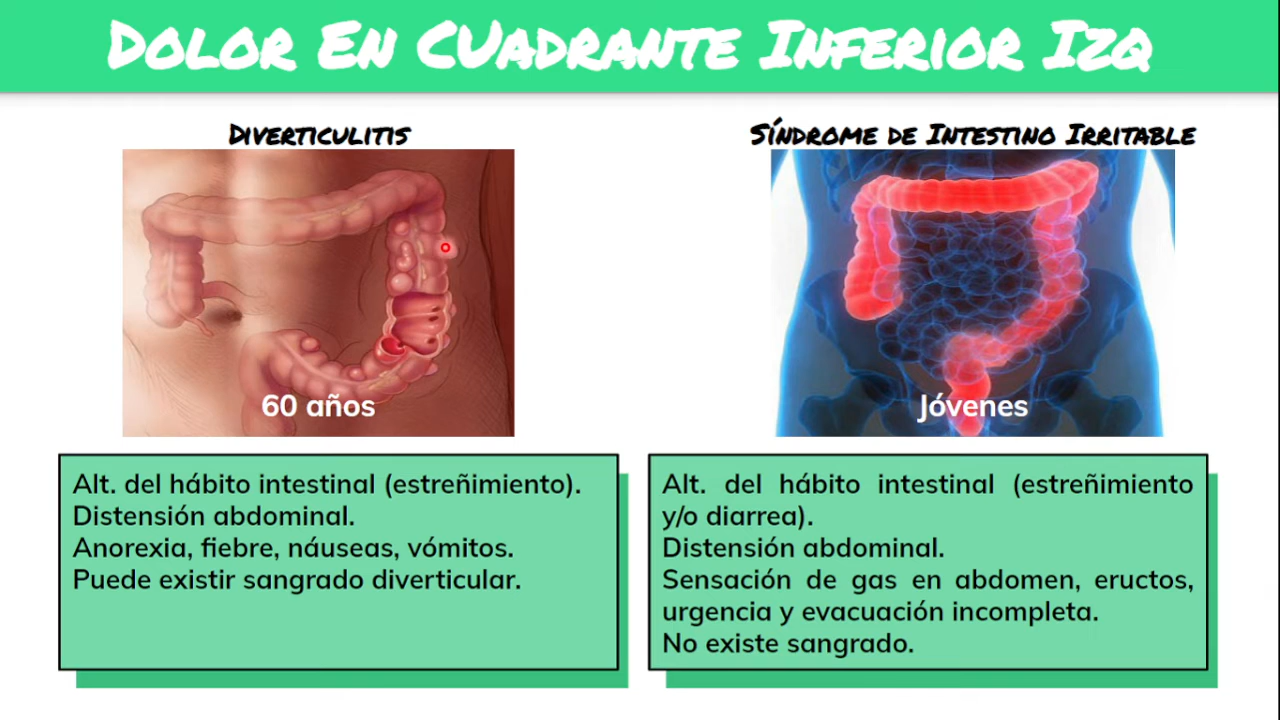 Dolor En CUadrante Inferior Izq
Diverticulitis
60 años
Alt. del hábito intestinal (estreñimiento).
Distensión abdominal.
Anorexia, fiebre, náuseas, vómitos.
Puede existir sangrado diverticular.
Síndrome de Intestino Irritable
Jóvenes
Alt. del hábito intestinal (estreñimiento
y/o diarrea).
Distensión abdominal.
Sensación de gas en abdomen, eructos,
urgencia y evacuación incompleta.
No existe sangrado.